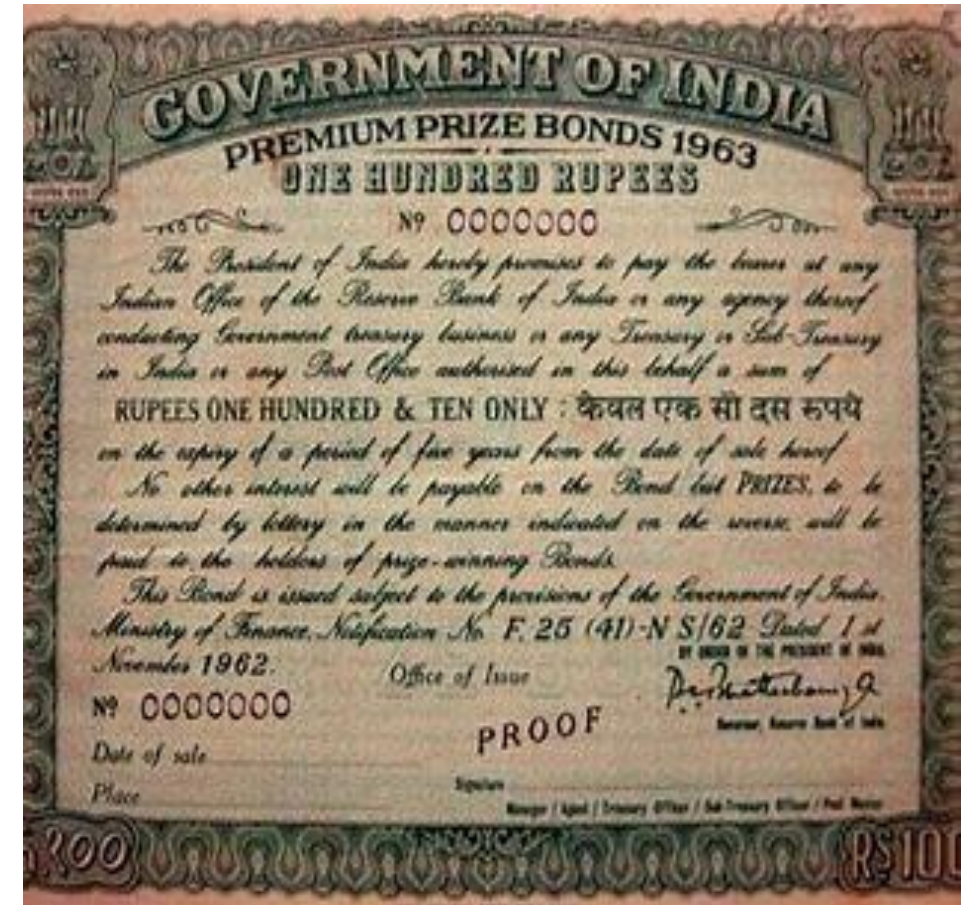 GOVERNMENT OF INDIA
PREMIUM PRIZE BONDS 1963
ONE HUNDRED RUPEES
Nº 0000000
The President of India hereby promises to pay the bearer at any
Indian Office of the Reserve Bank of India or any agency thereof
conducting Government treasury business or any Treasury or Sub-Treasury
in India or any Post Office authorised in this behalf a sum of
RUPEES ONE HUNDRED & TEN ONLY : केवल एक सौ दस रूपये
on the expiry of a period of five years from the date of sale hereof
No other interest will be payable on the Bond but PRIZES, to be
determined by lottery in the manner indicated on the reverse, will be
paid to the holders of prize-winning Bonds.
This Bond is issued subject to the provisions of the Government of India.
Ministry of Finance, Notification No. F. 25 (41)-N S/62 Dated 1 st
November 1962.
BY ORDER OF THE PRESIDENT OF INDIA
Office of Issue
Nº 0000000
Governor, Reserve Bank of India
PROOF
Date of sale
Signature
Place
Manager / Agent / Treasury Officer / Sub-Treasury Officer / Post Master
२००
RS 100